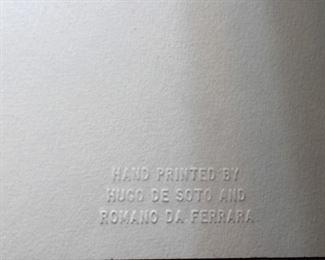 HAND PRINTED BY
HUGO DE SOTO AND
ROMANO DA FERRARA